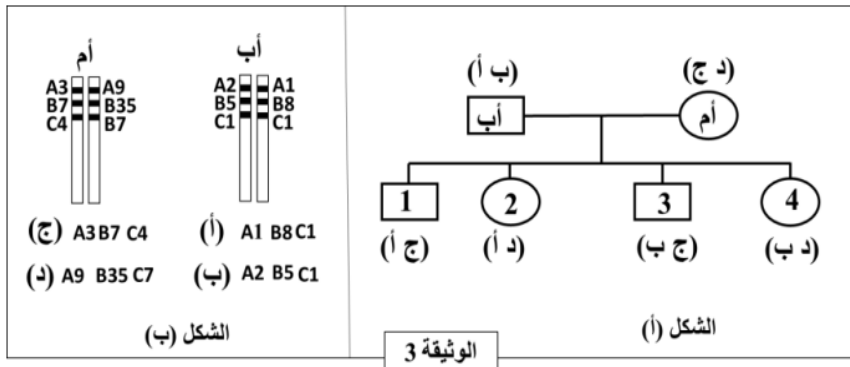 (د ج)
(ب أ)
أم
أب
1
2
3
4
(ج أ)
(د أ)
(ج ب)
(د ب)
الشكل (أ)
أب
أم
A2 A1
B5 B8
C1 C1
A3 A9
B7 B35
C4 B7
(أ) A1 B8 C1
(ب) A2 B5 C1
(ج) A3 B7 C4
(د) A9 B35 C7
الشكل (ب)
الوثيقة 3